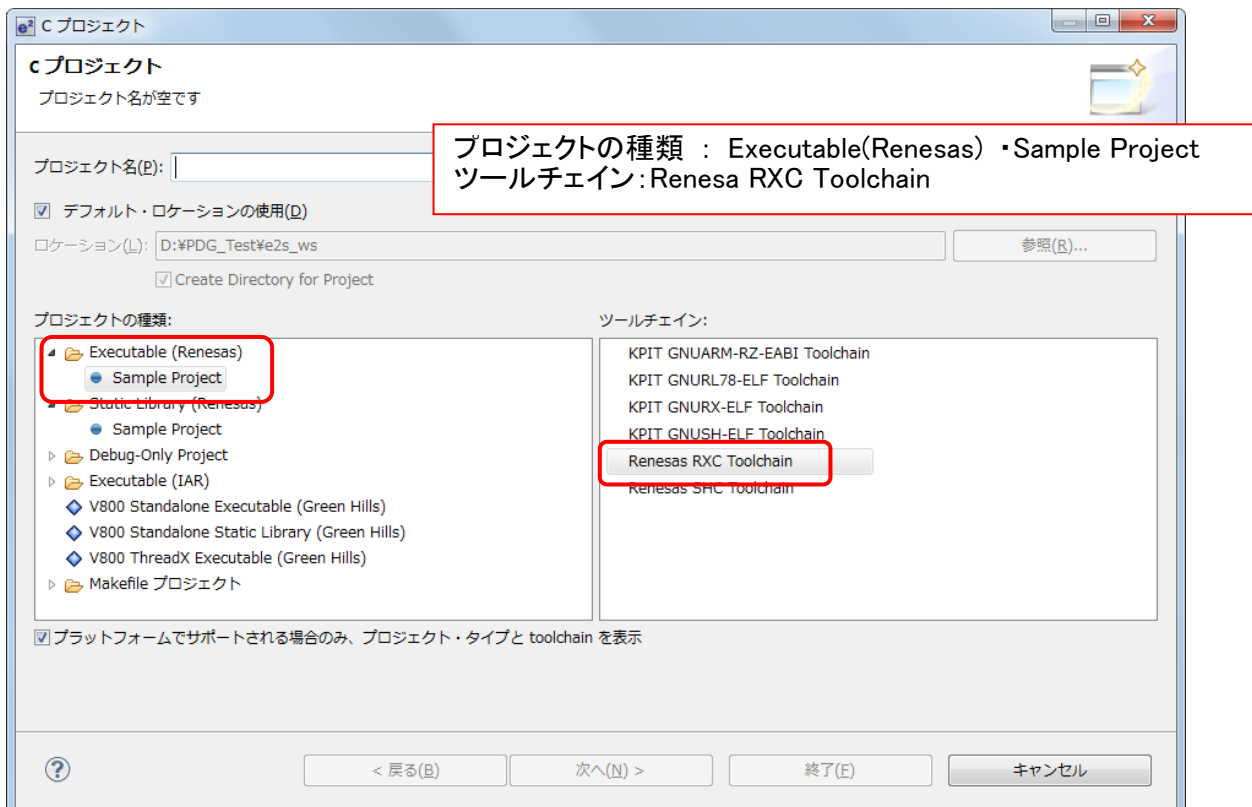 C プロジェクト
C プロジェクト
プロジェクト名が空です
プロジェクトの種類 : Executable(Renesas) ・Sample Project
ツールチェイン:Renesa RXC Toolchain
プロジェクト名(P):
デフォルト・ロケーションの使用(D)
ロケーション(L): D:¥PDG_Test¥e2s_ws 参照(R)...
Create Directory for Project
プロジェクトの種類: ツールチェイン:
Executable (Renesas)
Sample Project
Static Library (Renesas)
Sample Project
Debug-Only Project
Executable (IAR)
V800 Standalone Executable (Green Hills)
V800 Standalone Static Library (Green Hills)
V800 ThreadX Executable (Green Hills)
Makefile プロジェクト
KPIT GNUARM-RZ-EABI Toolchain
KPIT GNURL78-ELF Toolchain
KPIT GNURX-ELF Toolchain
KPIT GNUSH-ELF Toolchain
Renesas RXC Toolchain
Renesas SHC Toolchain
プラットフォームでサポートされる場合のみ、プロジェクト・タイプと toolchain を表示
? < 戻る(B) 次へ(N) > 終了(F) キャンセル